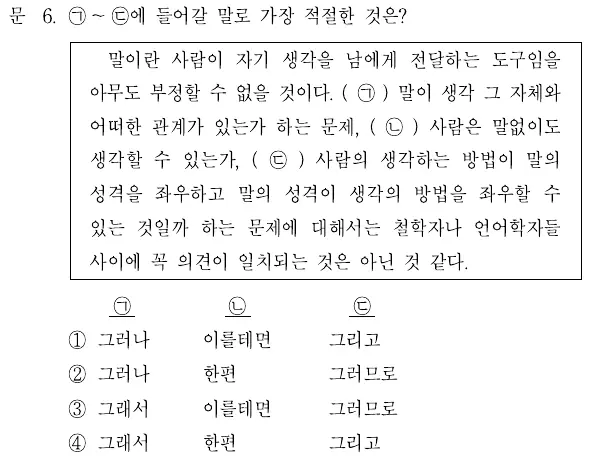 문 6. ㉠ ~ ㉢에 들어갈 말로 가장 적절한 것은?
말이란 사람이 자기 생각을 남에게 전달하는 도구임을
아무도 부정할 수 없을 것이다. ( ㉠ ) 말이 생각 그 자체와
어떠한 관계가 있는가 하는 문제, ( ㉡ ) 사람은 말없이도
생각할 수 있는가, ( ㉢ ) 사람의 생각하는 방법이 말의
성격을 좌우하고 말의 성격이 생각의 방법을 좌우할 수
있는 것일까 하는 문제에 대해서는 철학자나 언어학자들
사이에 꼭 의견이 일치되는 것은 아닌 것 같다.
㉠ ㉡ ㉢
① 그러나 이를테면 그리고
② 그러나 한편 그러므로
③ 그래서 이를테면 그러므로
④ 그래서 한편 그리고